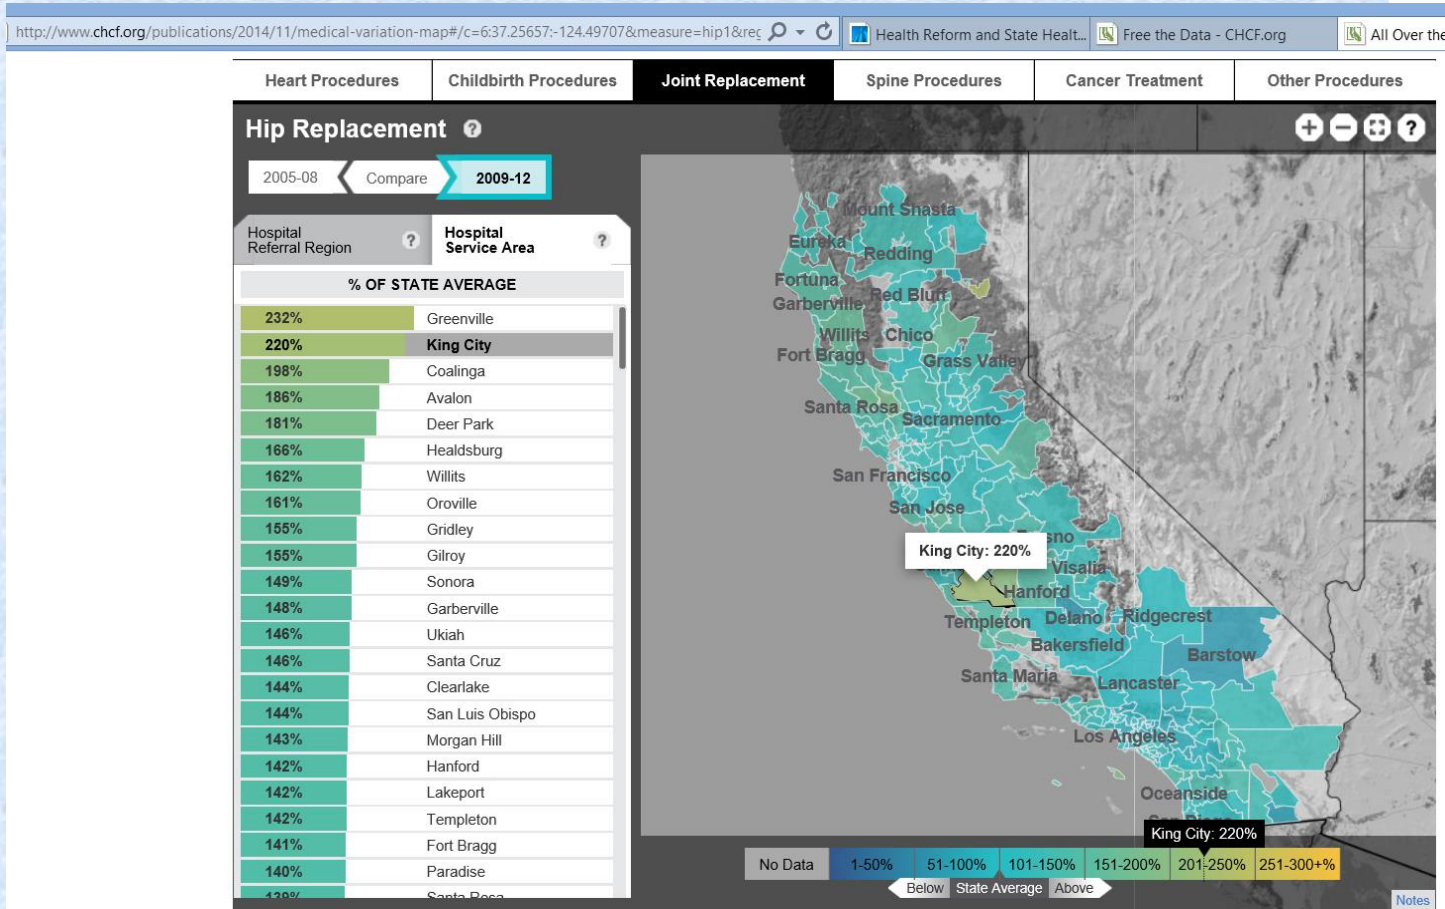 http://www.chcf.org/publications/2014/11/medical-variation-map#/c=6:37.25657:-124.49707&measure=hip1&reg
Health Reform and State Healt...
Free the Data - CHCF.org
All Over the
Heart Procedures
Childbirth Procedures
Joint Replacement
Spine Procedures
Cancer Treatment
Other Procedures
Hip Replacement ?
2005-08
Compare
2009-12
Hospital
Referral Region ?
Hospital
Service Area ?
% OF STATE AVERAGE
232% Greenville
220% King City
198% Coalinga
186% Avalon
181% Deer Park
166% Healdsburg
162% Willits
161% Oroville
155% Gridley
155% Gilroy
149% Sonora
148% Garberville
146% Ukiah
146% Santa Cruz
144% Clearlake
144% San Luis Obispo
143% Morgan Hill
142% Hanford
142% Lakeport
142% Templeton
141% Fort Bragg
140% Paradise
139% Santa Rosa
+ − ?
Mount Shasta
Eureka
Redding
Fortuna
Garberville
Red Bluff
Willits
Chico
Fort Bragg
Grass Valley
Santa Rosa
Sacramento
San Francisco
San Jose
King City: 220%
Visalia
Hanford
Templeton
Delano
Ridgecrest
Bakersfield
Barstow
Santa Maria
Lancaster
Los Angeles
Oceanside
King City: 220%
No Data
1-50%
51-100%
101-150%
151-200%
201-250%
251-300+%
Below
State Average
Above
Notes